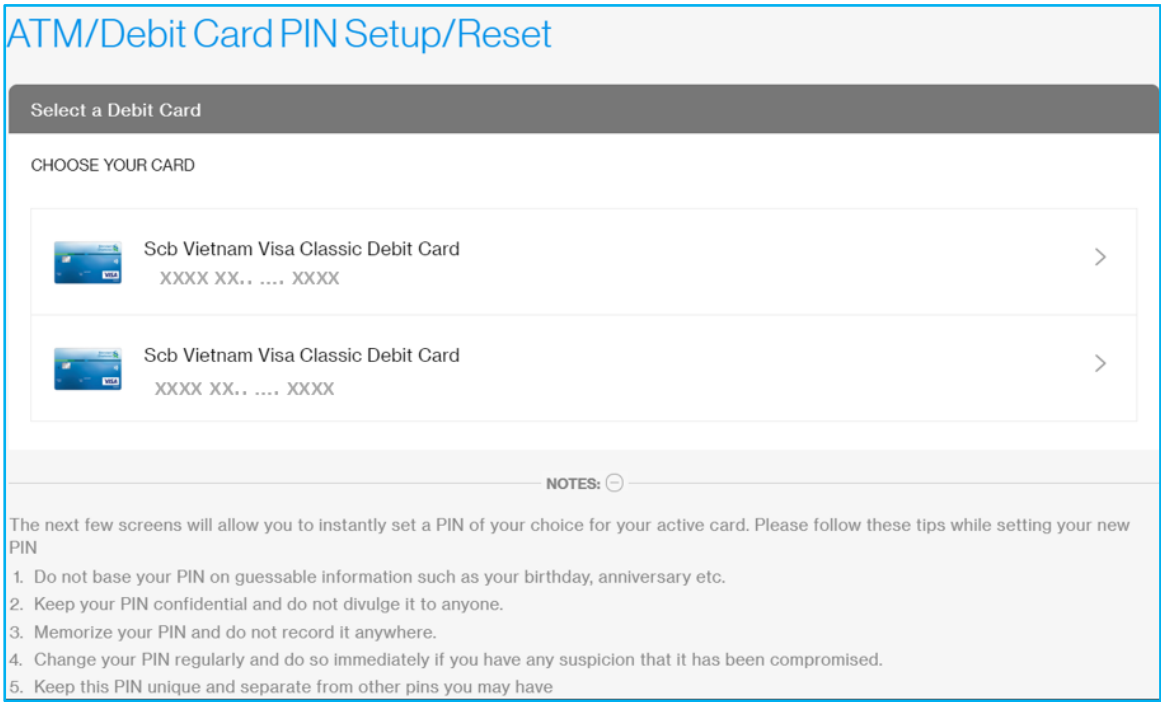 ATM/Debit Card PIN Setup/Reset
Select a Debit Card
CHOOSE YOUR CARD
Scb Vietnam Visa Classic Debit Card
XXXX XX.. .... XXXX
VISA
Scb Vietnam Visa Classic Debit Card
XXXX XX.. .... XXXX
VISA
NOTES:
The next few screens will allow you to instantly set a PIN of your choice for your active card. Please follow these tips while setting your new
PIN
1. Do not base your PIN on guessable information such as your birthday, anniversary etc.
2. Keep your PIN confidential and do not divulge it to anyone.
3. Memorize your PIN and do not record it anywhere.
4. Change your PIN regularly and do so immediately if you have any suspicion that it has been compromised.
5. Keep this PIN unique and separate from other pins you may have